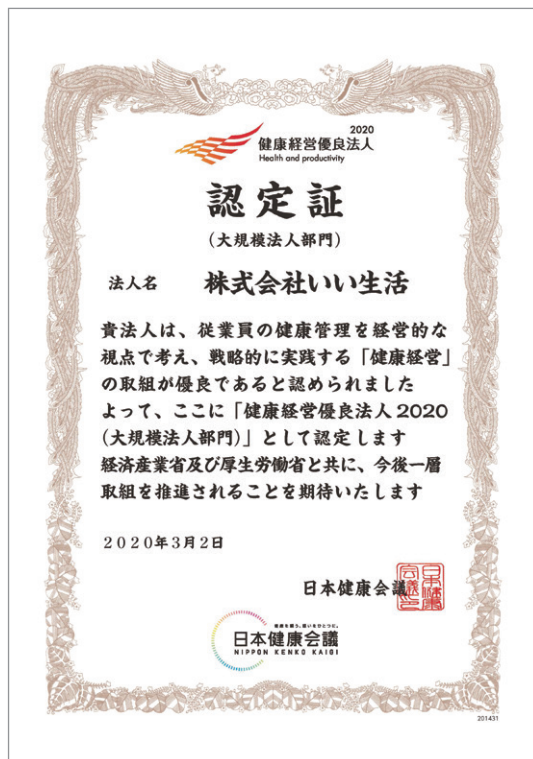 2020
健康経営優良法人
Health and productivity
認定証
(大規模法人部門)
法人名 株式会社いい生活
貴法人は、従業員の健康管理を経営的な
視点で考え、戦略的に実践する「健康経営」
の取組が優良であると認められました
よって、ここに「健康経営優良法人2020
(大規模法人部門)」として認定します
経済産業省及び厚生労働省と共に、今後一層
取組を推進されることを期待いたします
2020年3月2日
日本健康会議
日本健康会議
NIPPON KENKO KAIGI
201431